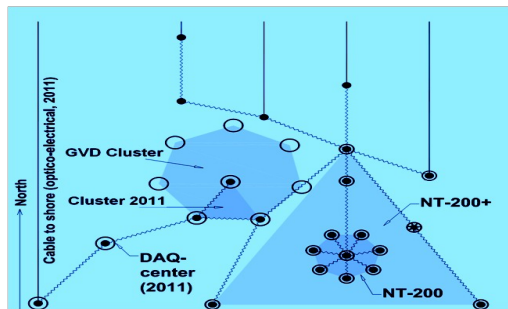 North
Cable to shore (optico-electrical, 2011)
GVD Cluster
Cluster 2011
DAQ-
center
(2011)
NT-200+
NT-200